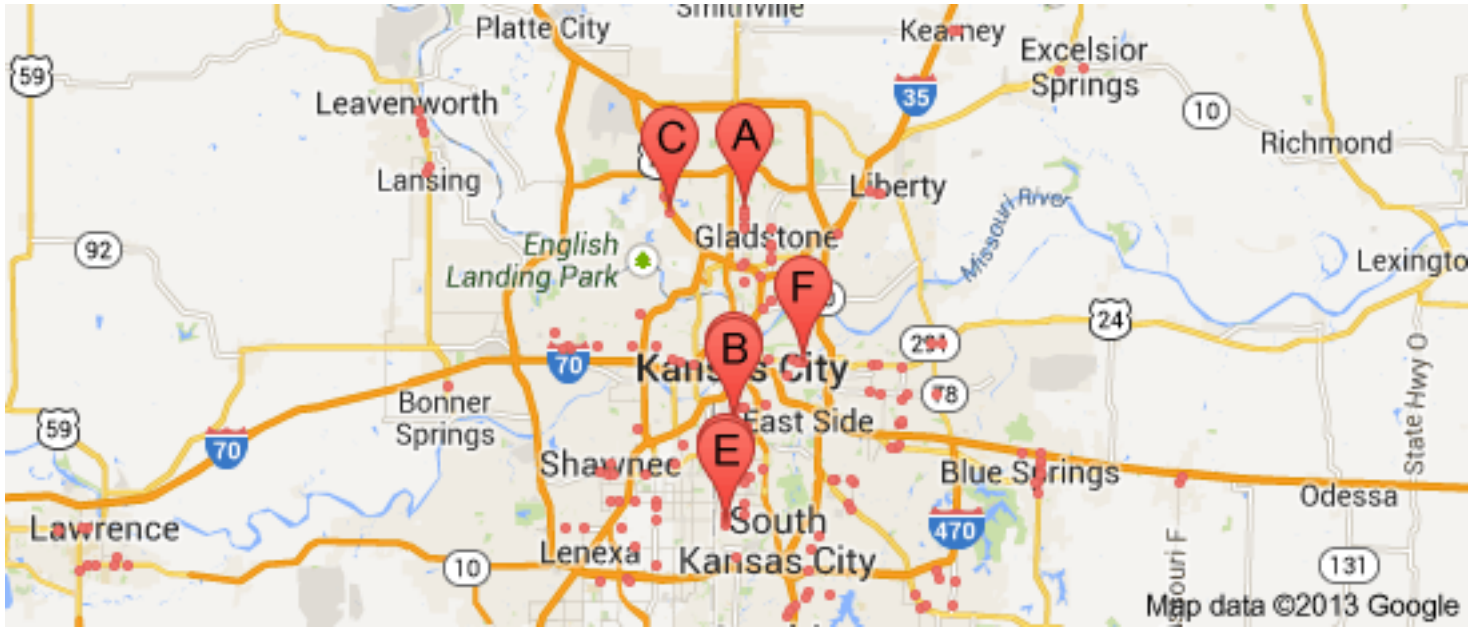 Smithville
Platte City
Kearney
Excelsior
Springs
59
35
10
Leavenworth
C
A
Richmond
Lansing
Liberty
Missouri River
92
Gladstone
English
Landing Park
Lexingto
F
24
291
B
70
Kansas City
State Hwy O
Bonner
Springs
78
59
70
East Side
E
Shawnee
Blue Springs
Odessa
Lawrence
South
Kansas City
470
Lenexa
10
131
ssouri F
Map data ©2013 Google